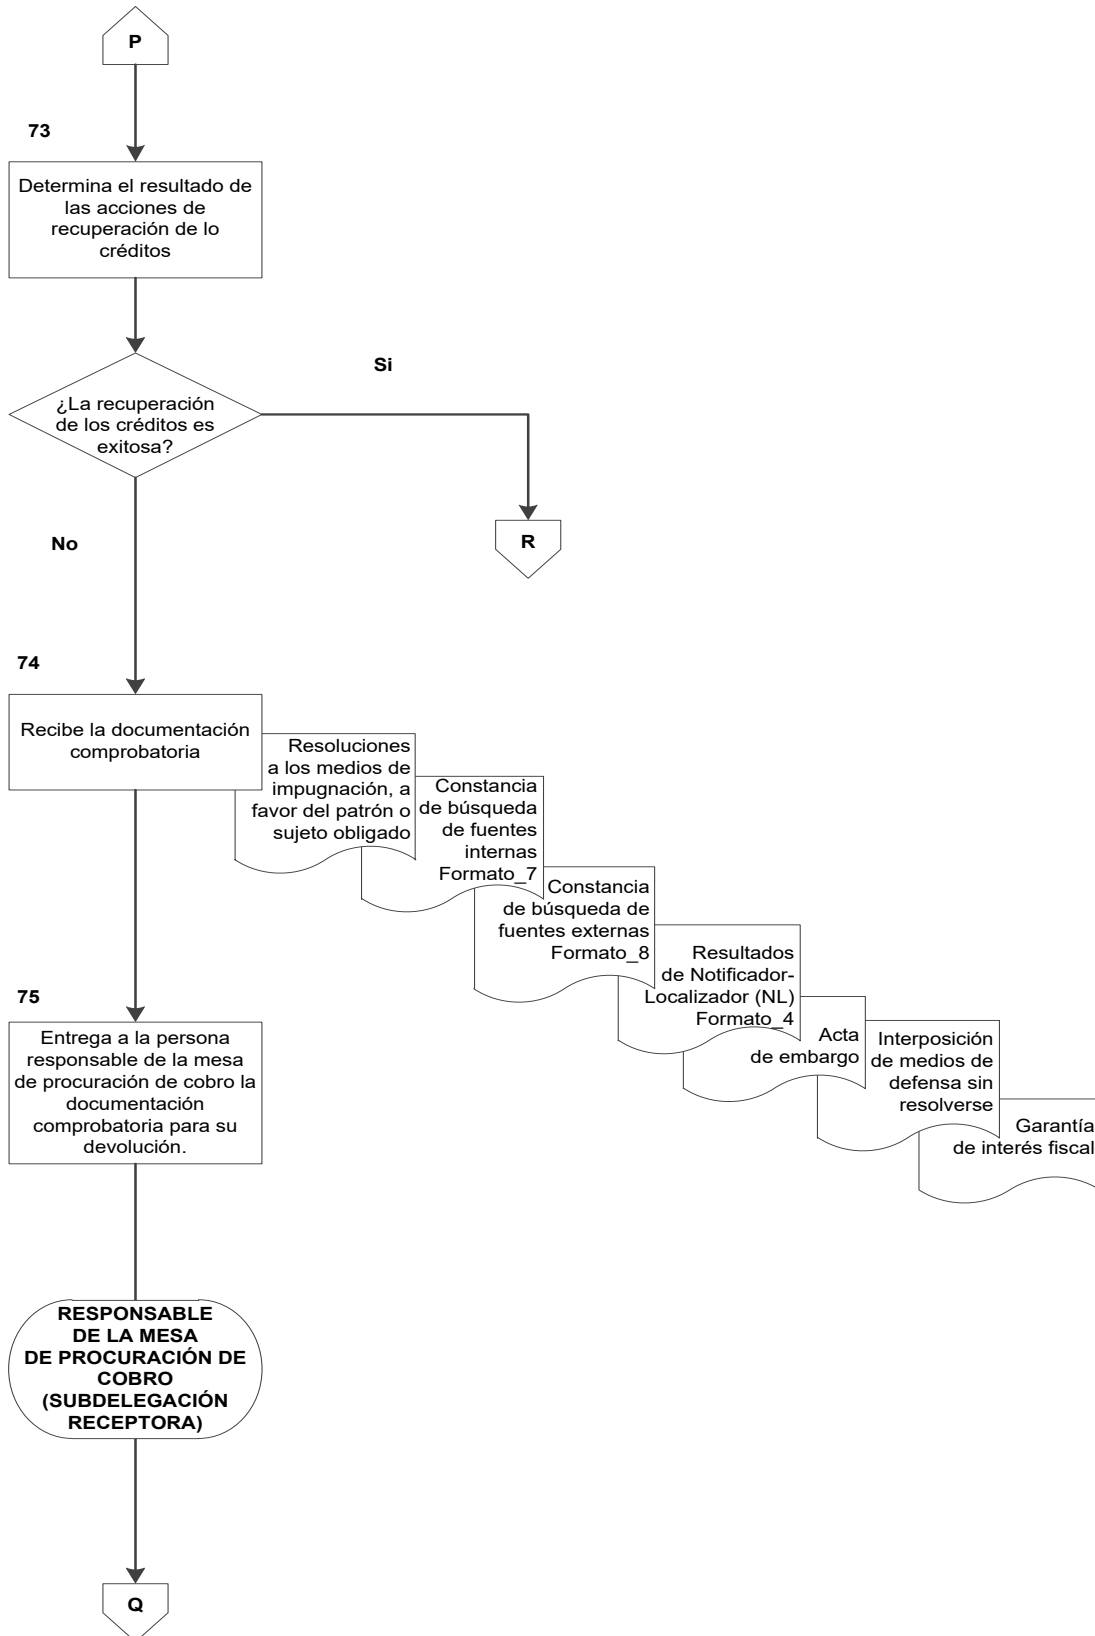 P
73
Determina el resultado de
las acciones de
recuperación de lo
créditos
Si
¿La recuperación
de los créditos es
exitosa?
No
R
74
Recibe la documentación
comprobatoria
Resoluciones
a los medios de
impugnación, a
favor del patrón o
sujeto obligado
Constancia
de búsqueda
de fuentes
internas
Formato_7
Constancia
de búsqueda de
fuentes externas
Formato_8
Resultados
de Notificador-
Localizador (NL)
Formato_4
Acta
de embargo
Interposición
de medios de
defensa sin
resolverse
Garantía
de interés fiscal
75
Entrega a la persona
responsable de la mesa
de procuración de cobro la
documentación
comprobatoria para su
devolución.
RESPONSABLE
DE LA MESA
DE PROCURACIÓN DE
COBRO
(SUBDELEGACIÓN
RECEPTORA)
Q